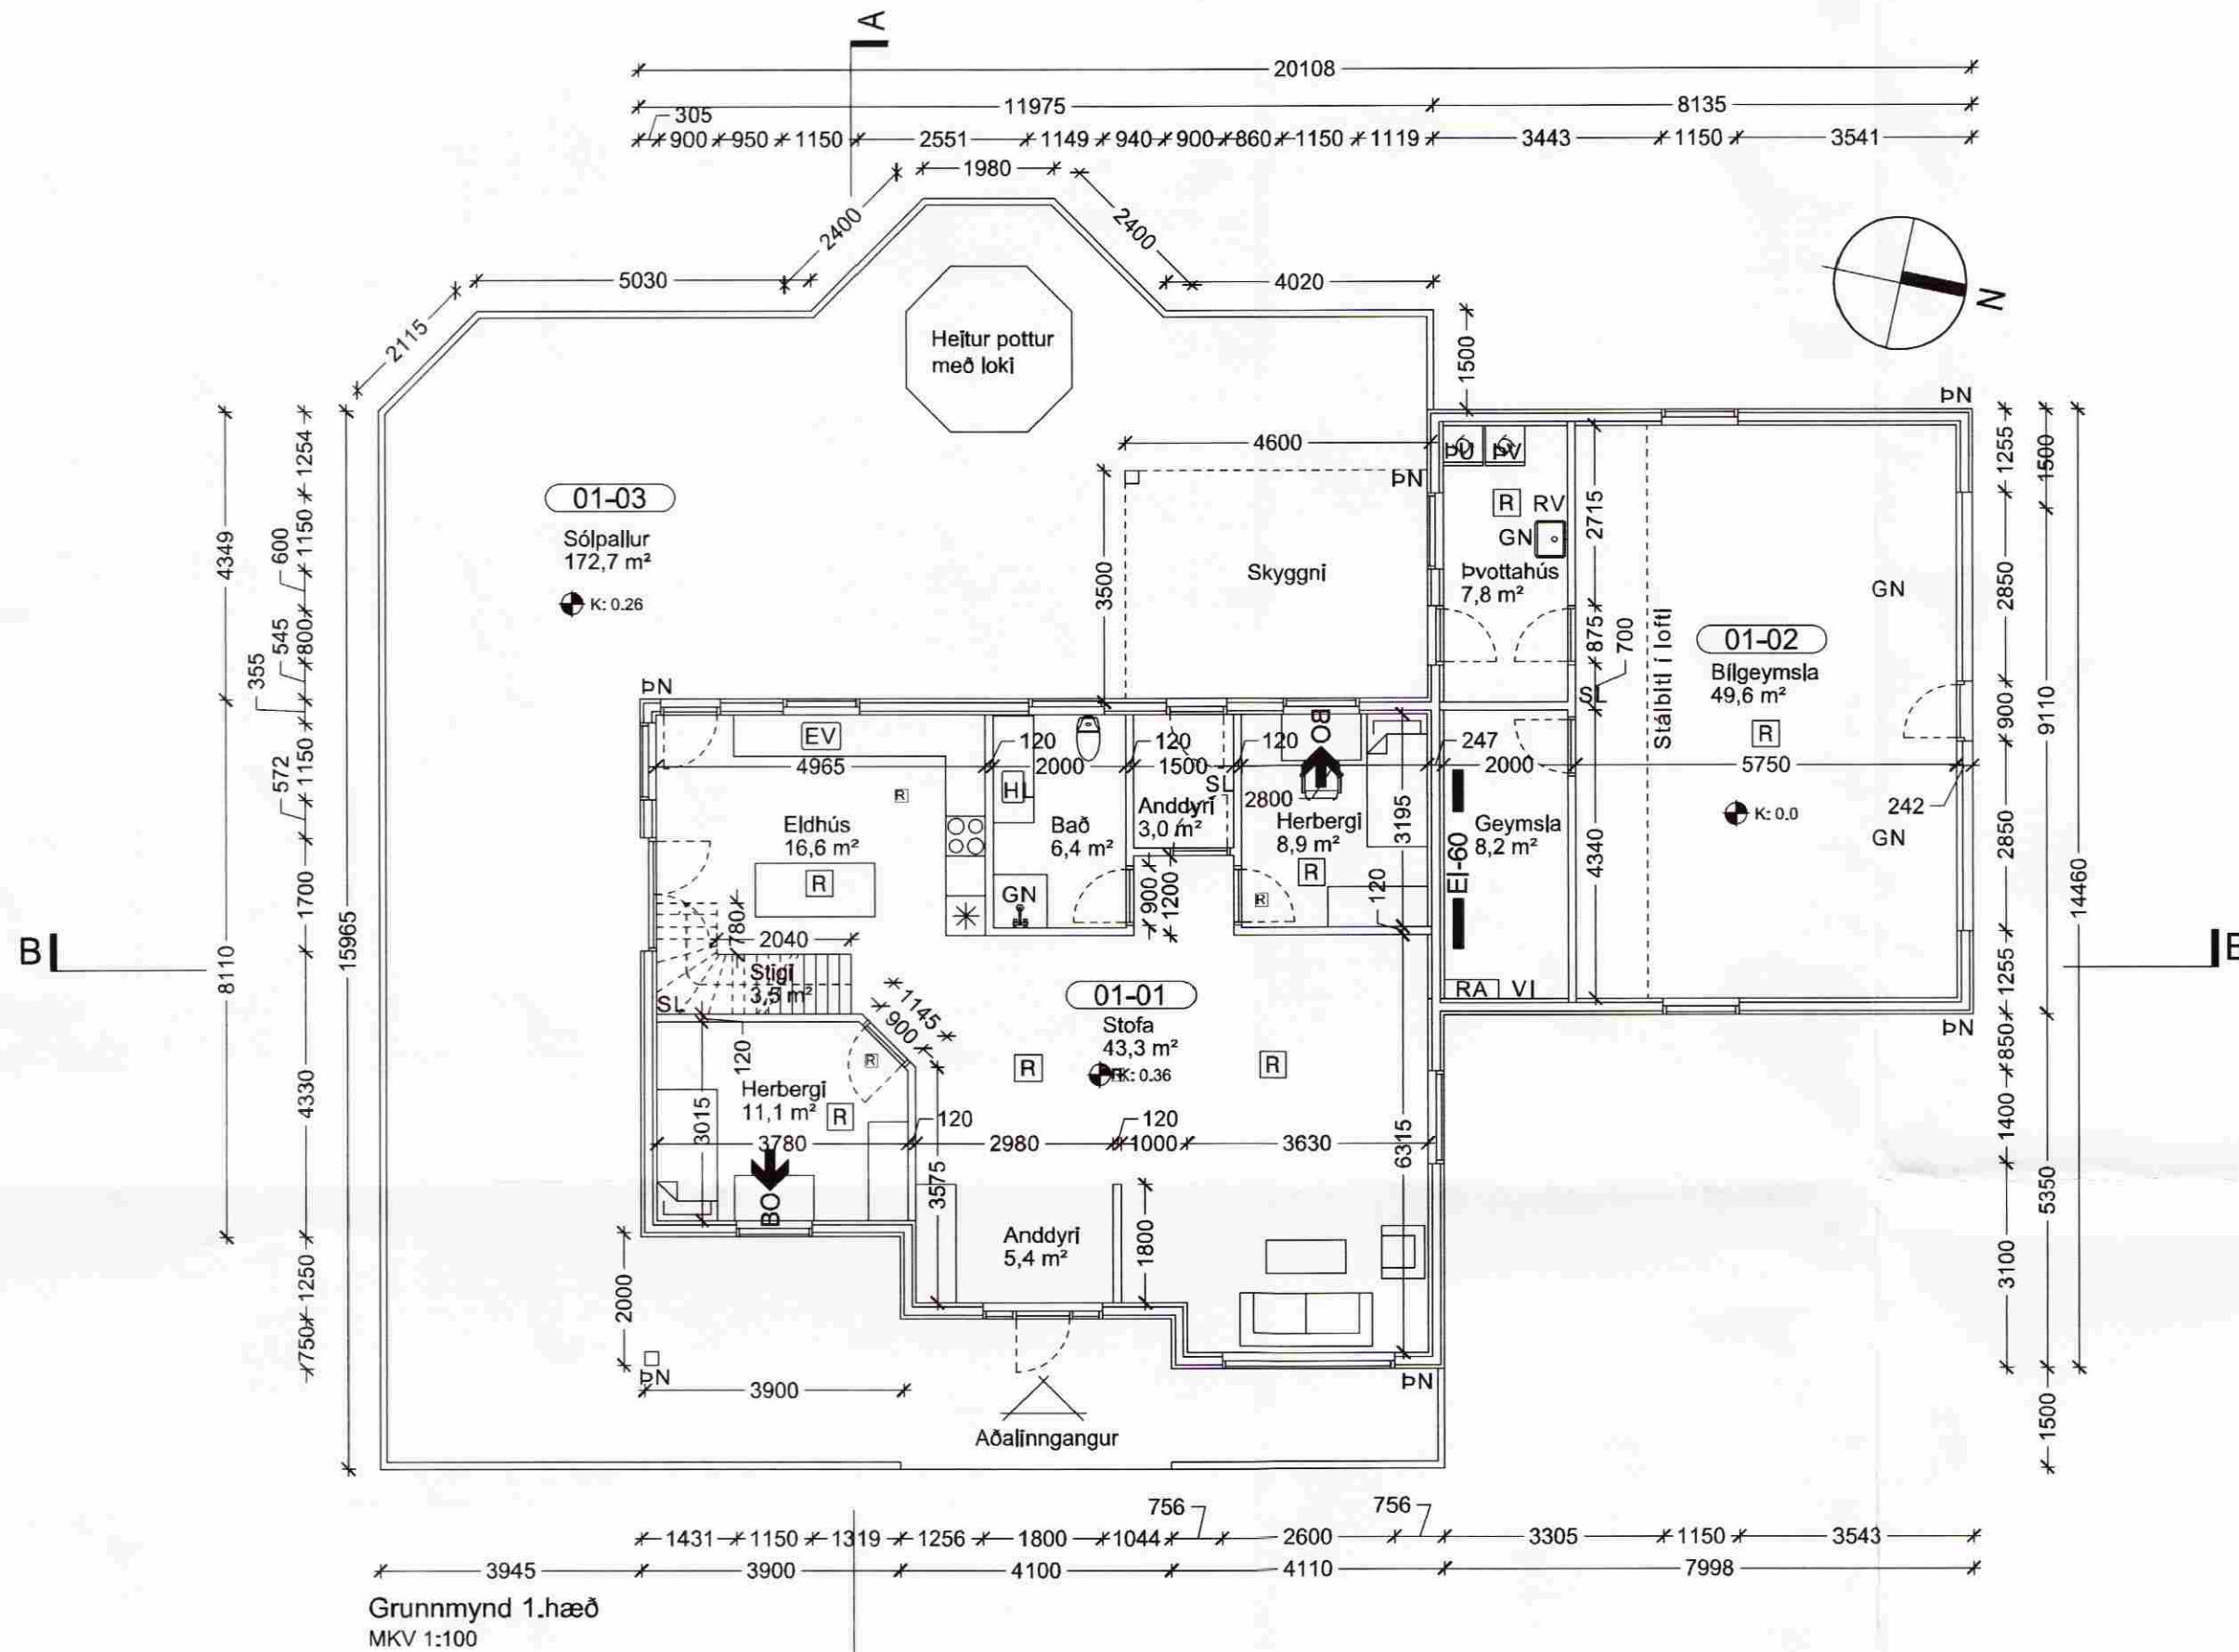 A
20108
11975 8135
305
900 950 1150 2551 1149 940 900 860 1150 1119 3443 1150 3541
1980
2400
2400
5030
4020
2115
N
1500
Heitur pottur
með loki
ÞN
4600
ÞN
ÞU ÞV
01-03
Sólpallur
172,7 m²
K: 0.26
R RV
GN
Þvottahús
7,8 m²
2715
875
700
3500
Skyggni
Stálbiti í lofti
GN
01-02
Bílgeymsla
49,6 m²
R
K: 0.0
GN
SL
4349
8110
1254
1150
600
800
545
355
1150
572
1700
4330
1250
750
15965
1255
2850
900
2850
1255
850
1400
3100
1500
9110
5350
1500
14460
ÞN
EV
BO
4965 120 2000 120 1500 120 247 2000 5750
242
HL
R
SL
Eldhús
16,6 m²
R
Bað
6,4 m²
GN
Anddyri
3,0 m²
2800
Herbergi
8,9 m²
R
R
3195
120
900
1200
EI-60
Geymsla
8,2 m²
4340
RA VI
ÞN
B
B
780
2040
Stigi
3,5 m²
SL
1145
900
120
01-01
Stofa
43,3 m²
R
K: 0.36
R
R
Herbergi
11,1 m²
R
3015
3780 120 2980 120 1000 3630
6315
3575
BO
Anddyri
5,4 m²
1800
2000
ÞN
3900
ÞN
Aðalinngangur
756
756
1431 1150 1319 1256 1800 1044 2600 3305 1150 3543
3945 3900 4100 4110 7998
Grunnmynd 1.hæð
MKV 1:100